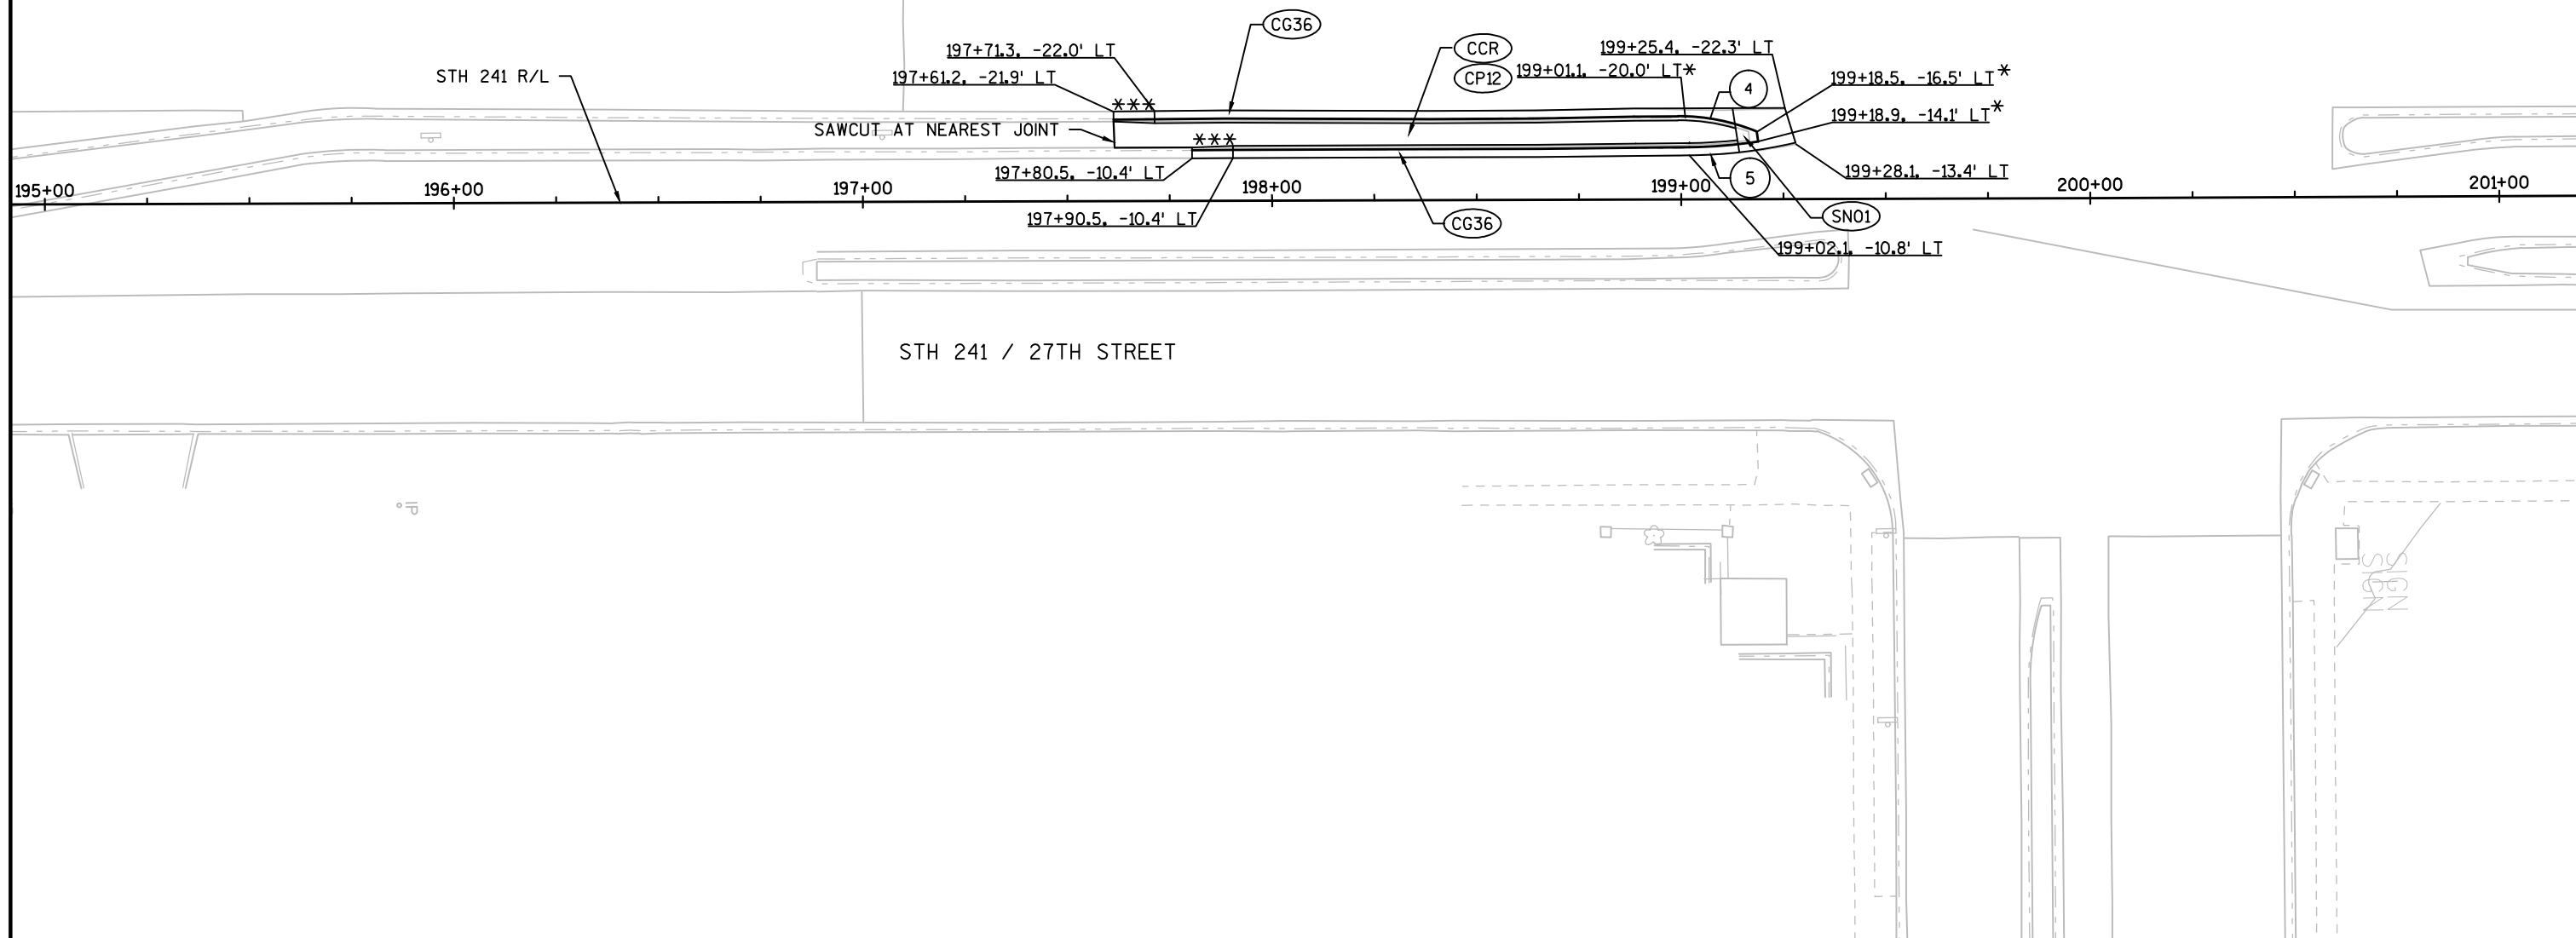 CG36
197+71.3. -22.0' LT
CCR
199+25.4. -22.3' LT
STH 241 R/L
197+61.2. -21.9' LT
CP12
199+01.1. -20.0' LT*
199+18.5. -16.5' LT*
4
***
199+18.9. -14.1' LT*
SAWCUT AT NEAREST JOINT
***
197+80.5. -10.4' LT
5
199+28.1. -13.4' LT
195+00
196+00
197+00
198+00
199+00
200+00
201+00
197+90.5. -10.4' LT
CG36
SN01
199+02.1. -10.8' LT
STH 241 / 27TH STREET
SIGN
SIGN